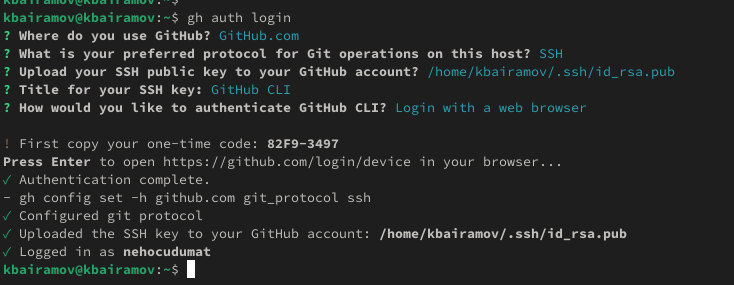 kbairamov@kbairamov:~$
kbairamov@kbairamov:~$ gh auth login
? Where do you use GitHub? GitHub.com
? What is your preferred protocol for Git operations on this host? SSH
? Upload your SSH public key to your GitHub account? /home/kbairamov/.ssh/id_rsa.pub
? Title for your SSH key: GitHub CLI
? How would you like to authenticate GitHub CLI? Login with a web browser
! First copy your one-time code: 82F9-3497
Press Enter to open https://github.com/login/device in your browser...
✓ Authentication complete.
- gh config set -h github.com git_protocol ssh
✓ Configured git protocol
✓ Uploaded the SSH key to your GitHub account: /home/kbairamov/.ssh/id_rsa.pub
✓ Logged in as nehocudumat
kbairamov@kbairamov:~$